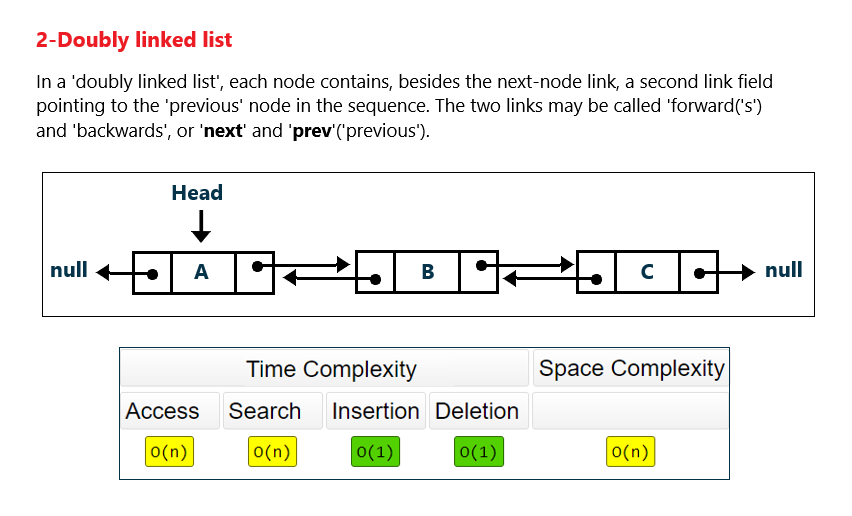 2-Doubly linked list
In a 'doubly linked list', each node contains, besides the next-node link, a second link field
pointing to the 'previous' node in the sequence. The two links may be called 'forward('s')
and 'backwards', or 'next' and 'prev'('previous').
Head
null A B C null
Time Complexity Space Complexity
Access Search Insertion Deletion
O(n) O(n) O(1) O(1) O(n)